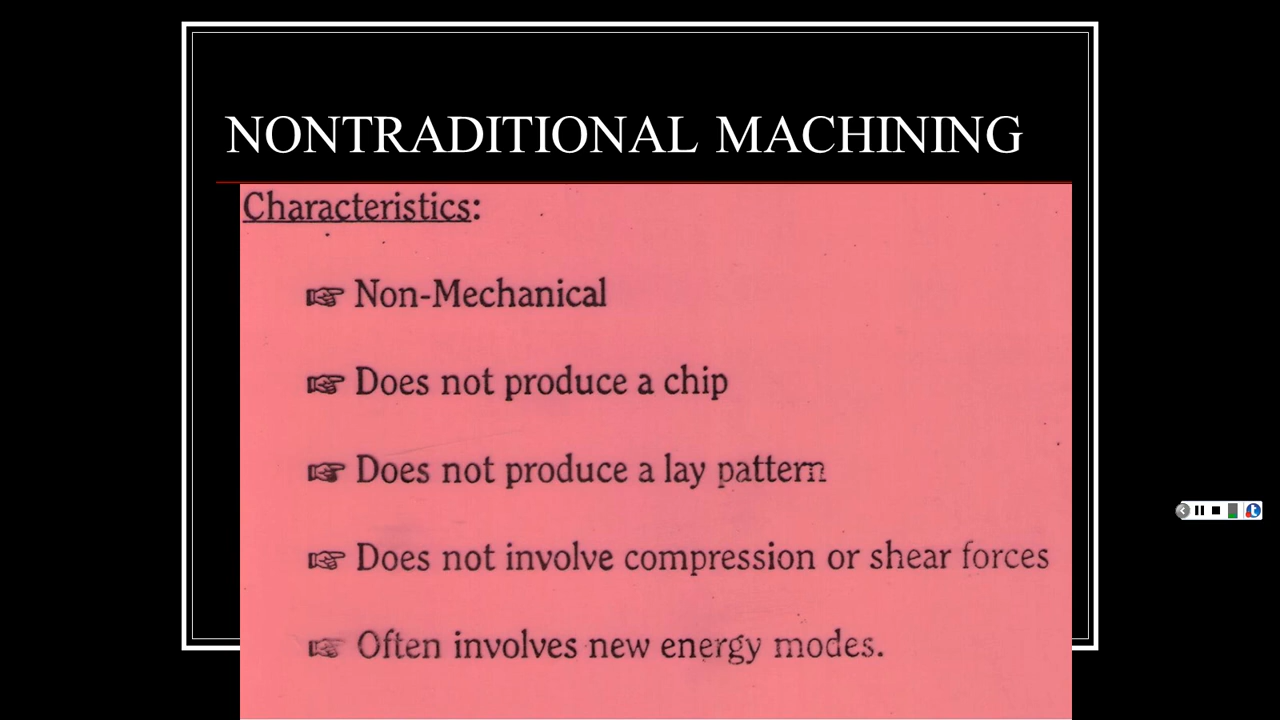 NONTRADITIONAL MACHINING
Characteristics:
☞ Non-Mechanical
☞ Does not produce a chip
☞ Does not produce a lay pattern
☞ Does not involve compression or shear forces
☞ Often involves new energy modes.